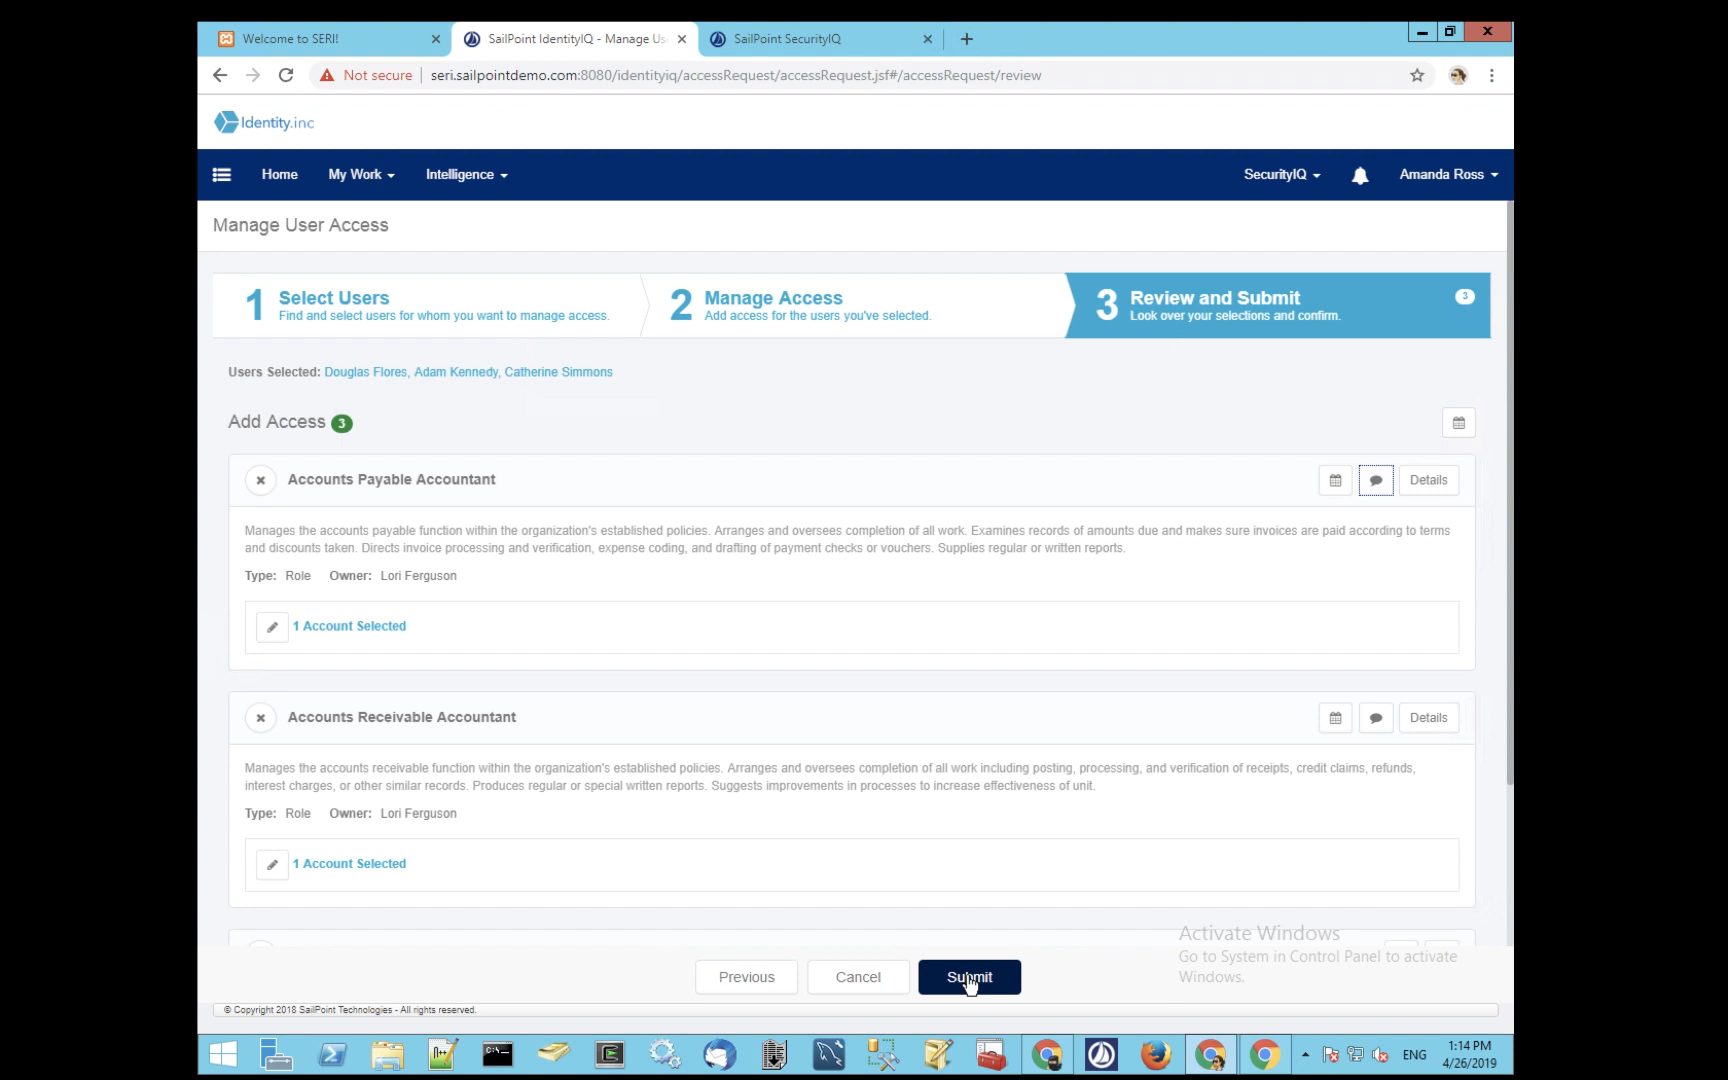 Welcome to SERI!
SailPoint IdentityIQ - Manage Us
SailPoint SecurityIQ
Not secure
seri.sailpointdemo.com:8080/identityiq/accessRequest/accessRequest.jsf#/accessRequest/review
Identity.inc
Home
My Work
Intelligence
SecurityIQ
Amanda Ross
Manage User Access
1
Select Users
Find and select users for whom you want to manage access.
2
Manage Access
Add access for the users you've selected.
3
Review and Submit
Look over your selections and confirm.
3
Users Selected: Douglas Flores, Adam Kennedy, Catherine Simmons
Add Access 3
Accounts Payable Accountant
Details
Manages the accounts payable function within the organization's established policies. Arranges and oversees completion of all work. Examines records of amounts due and makes sure invoices are paid according to terms
and discounts taken. Directs invoice processing and verification, expense coding, and drafting of payment checks or vouchers. Supplies regular or written reports.
Type: Role Owner: Lori Ferguson
1 Account Selected
Accounts Receivable Accountant
Details
Manages the accounts receivable function within the organization's established policies. Arranges and oversees completion of all work including posting, processing, and verification of receipts, credit claims, refunds,
interest charges, or other similar records. Produces regular or special written reports. Suggests improvements in processes to increase effectiveness of unit.
Type: Role Owner: Lori Ferguson
1 Account Selected
Activate Windows
Go to System in Control Panel to activate
Windows.
Previous
Cancel
Submit
© Copyright 2018 SailPoint Technologies - All rights reserved.
ENG
1:14 PM
4/26/2019